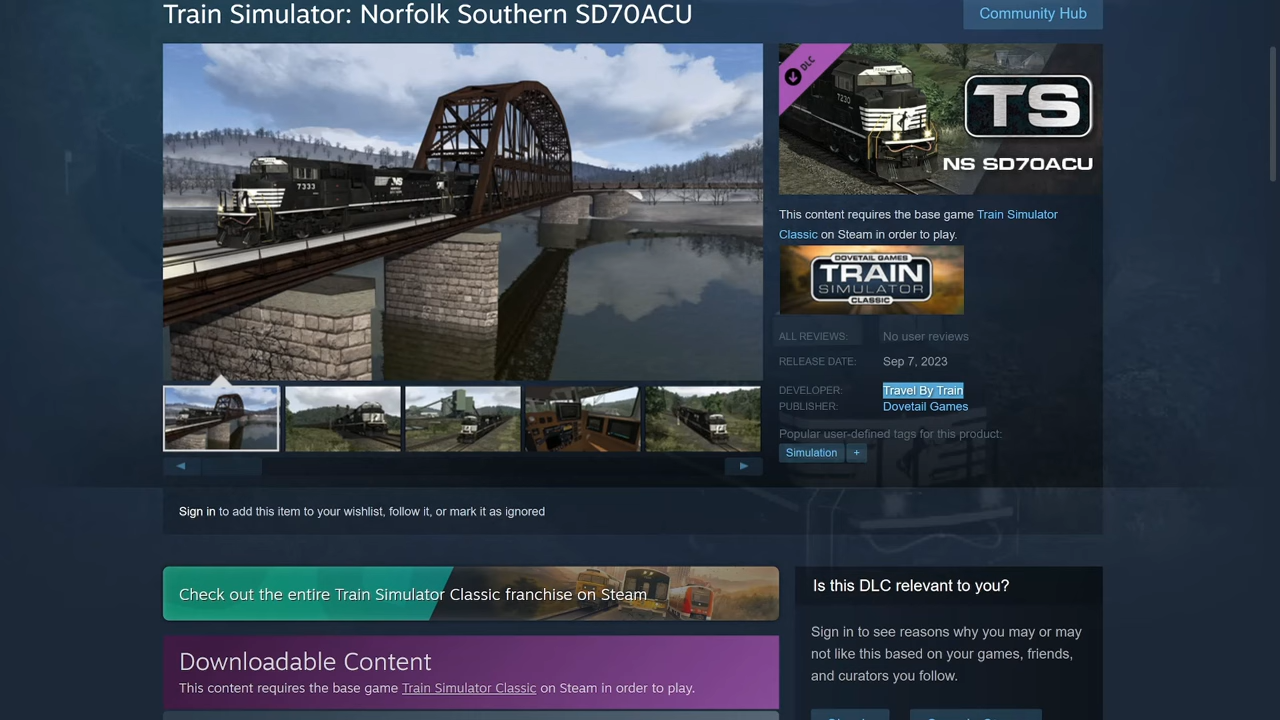 Train Simulator: Norfolk Southern SD70ACU
Community Hub
7333
NS
DLC
7230
TS
NS SD70ACU
This content requires the base game Train Simulator
Classic on Steam in order to play.
DOVETAIL GAMES
TRAIN
SIMULATOR
CLASSIC
ALL REVIEWS: No user reviews
RELEASE DATE: Sep 7, 2023
DEVELOPER: Travel By Train
PUBLISHER: Dovetail Games
Popular user-defined tags for this product:
Simulation +
Sign in to add this item to your wishlist, follow it, or mark it as ignored
Check out the entire Train Simulator Classic franchise on Steam
Is this DLC relevant to you?
Sign in to see reasons why you may or may
not like this based on your games, friends,
and curators you follow.
Downloadable Content
This content requires the base game Train Simulator Classic on Steam in order to play.